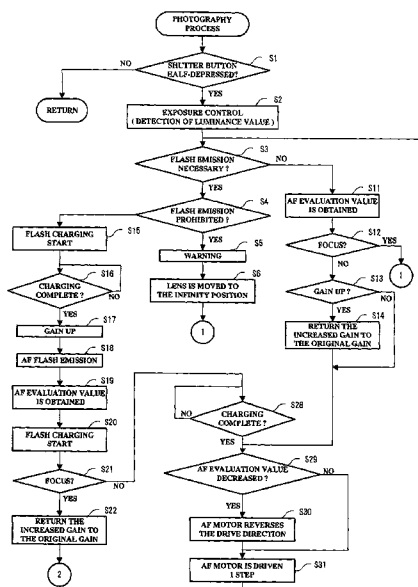 PHOTOGRAPHY
PROCESS
S1
NO
SHUTTER BUTTON
HALF-DEPRESSED?
YES
RETURN
S2
EXPOSURE CONTROL
(DETECTION OF LUMINANCE VALUE)
S3
FLASH EMISSION
NECESSARY ?
NO
YES
S11
AF EVALUATION VALUE
IS OBTAINED
S4
FLASH EMISSION
PROHIBITED ?
YES
S15
FLASH CHARGING
START
S5
WARNING
S12
FOCUS?
YES
NO
1
S16
CHARGING
COMPLETE ?
NO
YES
S6
LENS IS MOVED TO
THE INFINITY POSITION
1
S13
GAIN UP ?
NO
YES
S14
RETURN THE
INCREASED GAIN TO
THE ORIGINAL GAIN
S17
GAIN UP
S18
AF FLASH EMISSION
S19
AF EVALUATION VALUE
IS OBTAINED
S20
FLASH CHARGING
START
S28
CHARGING
COMPLETE ?
NO
YES
S21
FOCUS?
NO
YES
S29
AF EVALUATION VALUE
DECREASED ?
NO
YES
S22
RETURN THE
INCREASED GAIN TO
THE ORIGINAL GAIN
2
S30
AF MOTOR REVERSES
THE DRIVE DIRECTION
S31
AF MOTOR IS DRIVEN
1 STEP